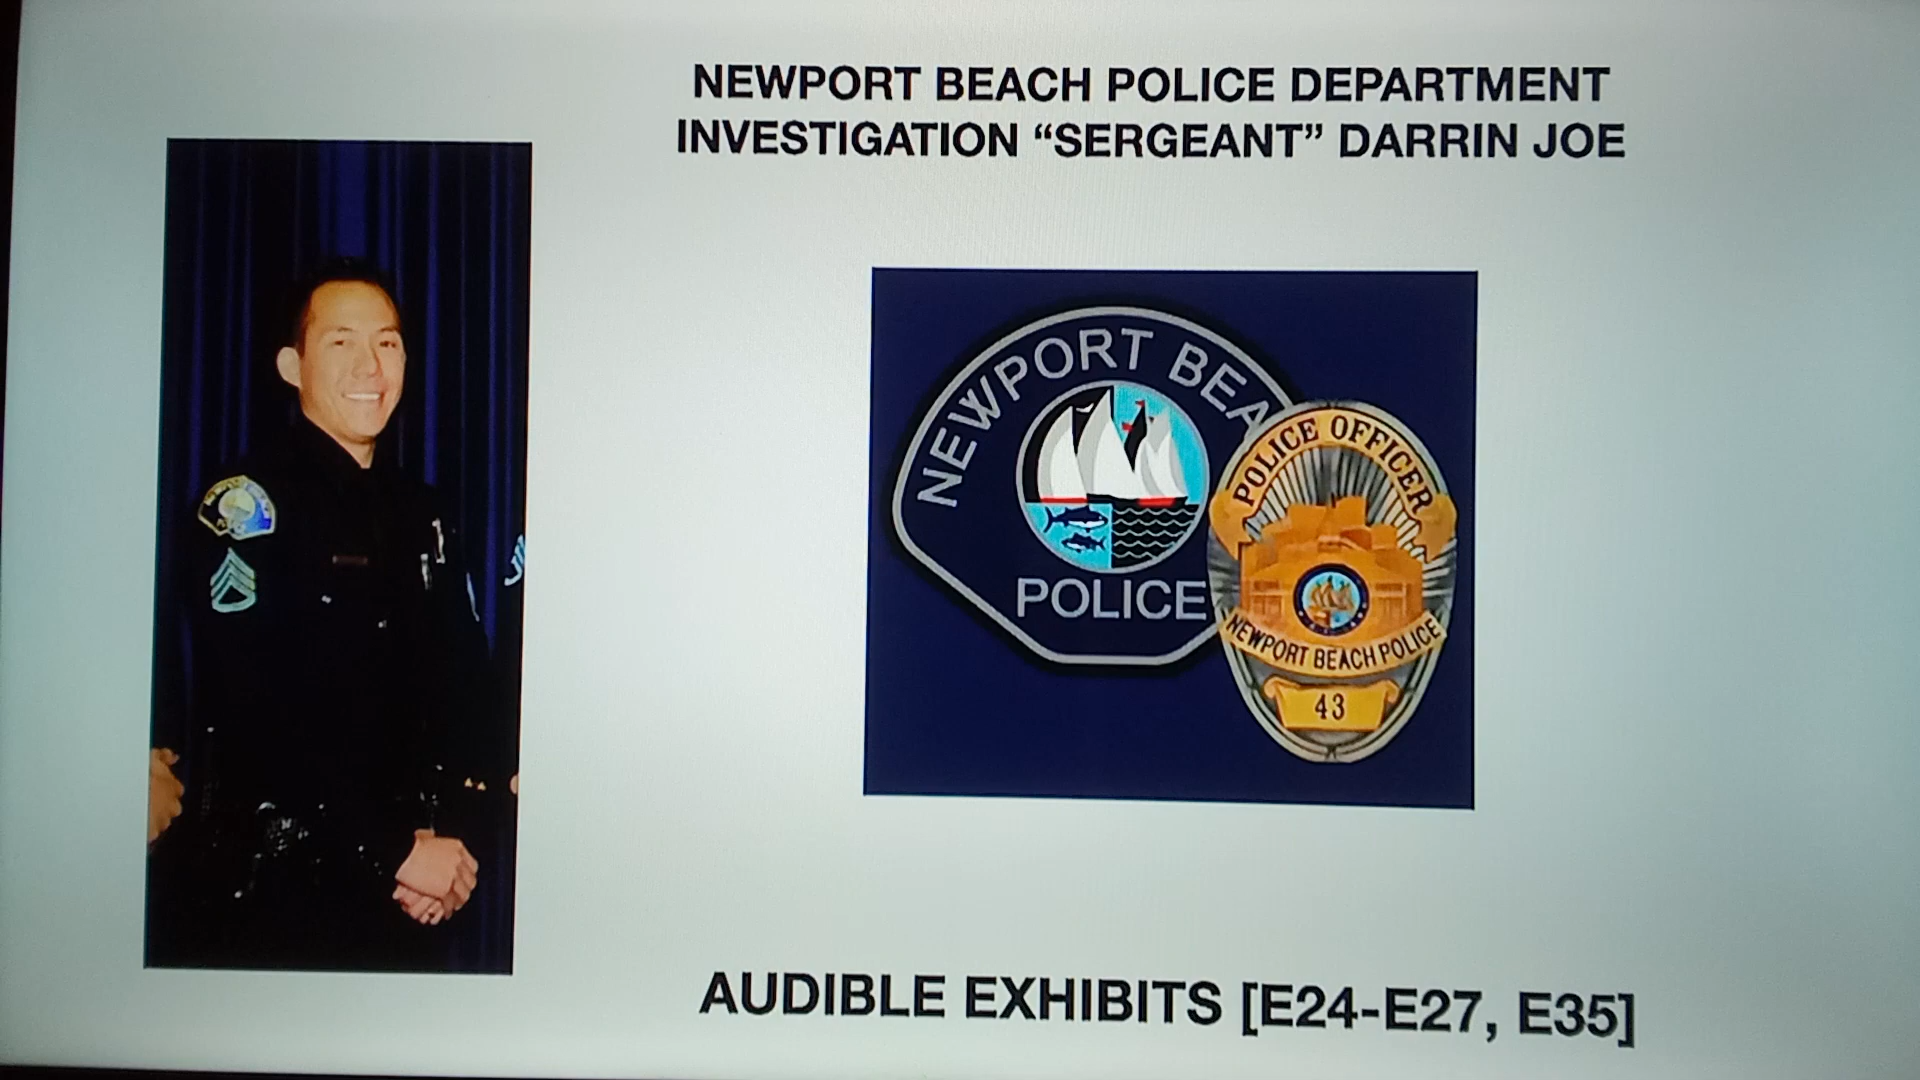 NEWPORT BEACH POLICE DEPARTMENT
INVESTIGATION “SERGEANT” DARRIN JOE
NEWPORT BEA
POLICE
POLICE OFFICER
NEWPORT BEACH POLICE
43
AUDIBLE EXHIBITS [E24-E27, E35]